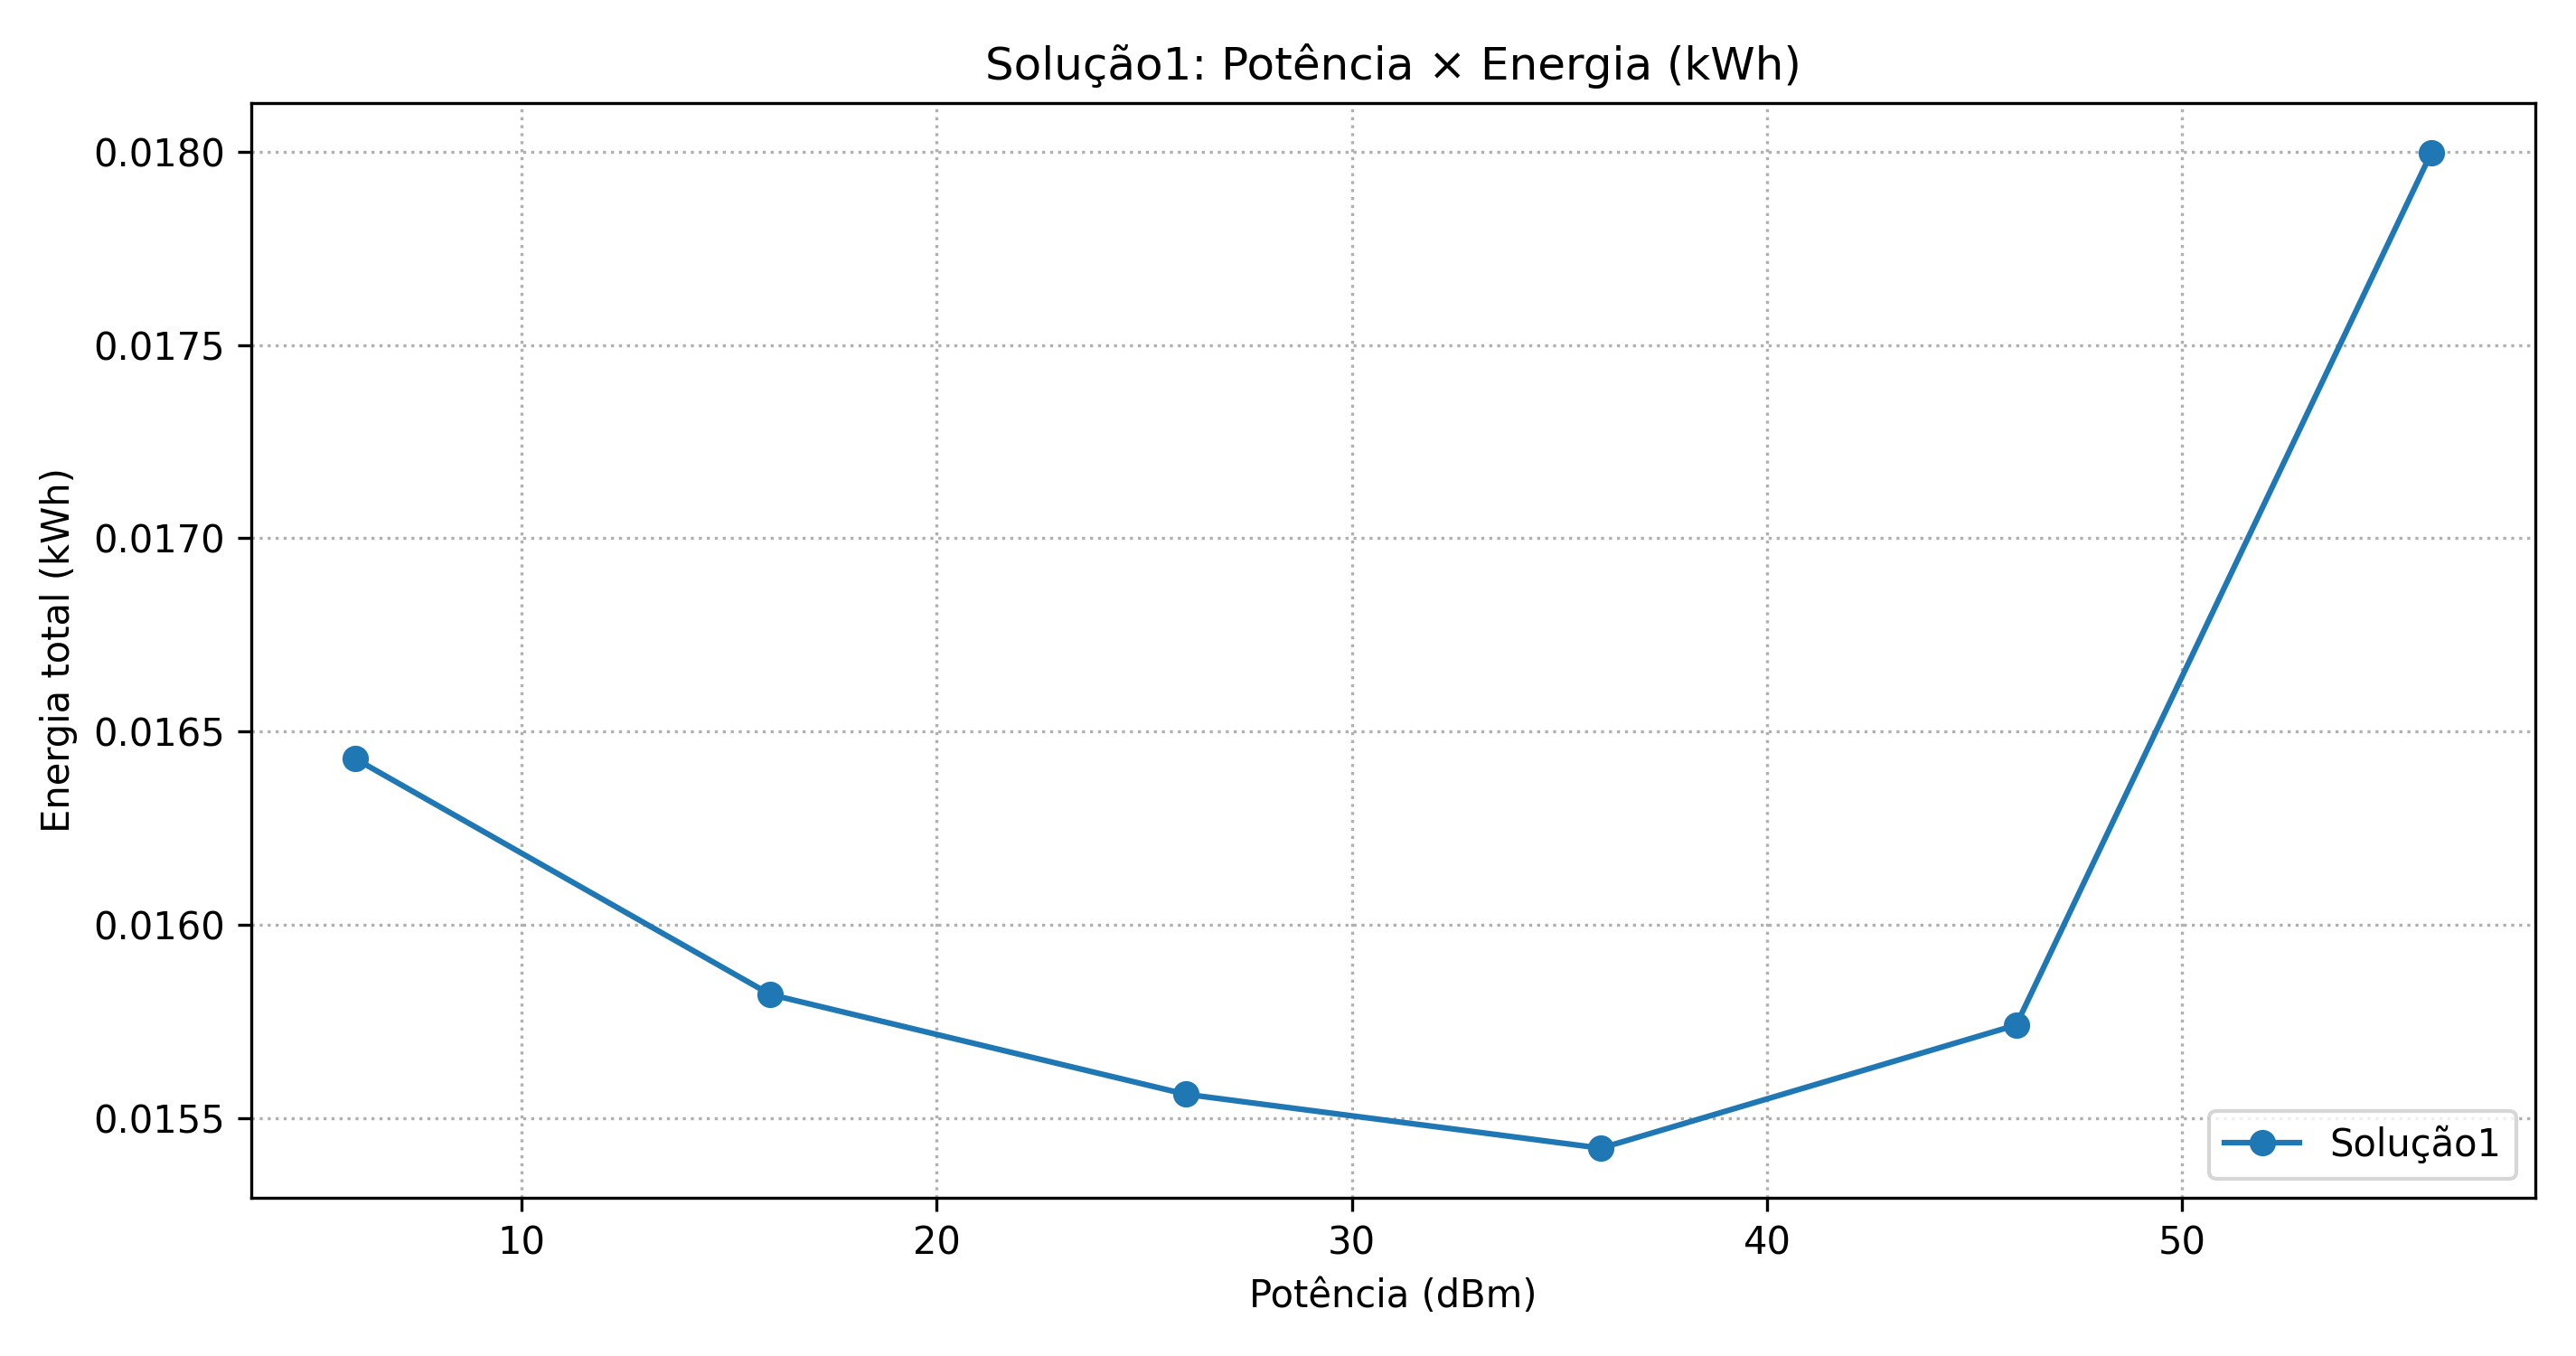 Solução1: Potência × Energia (kWh)
Energia total (kWh)
0.0180
0.0175
0.0170
0.0165
0.0160
0.0155
10 20 30 40 50
Potência (dBm)
Solução1